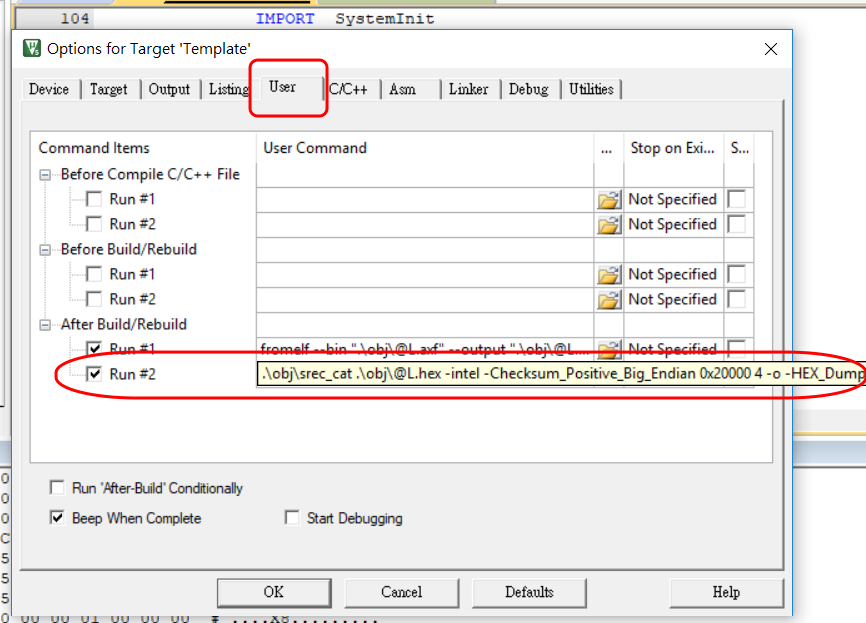 104 IMPORT SystemInit
Options for Target 'Template'
Device Target Output Listing User C/C++ Asm Linker Debug Utilities
Command Items User Command ... Stop on Exi... S...
Before Compile C/C++ File
Run #1 Not Specified
Run #2 Not Specified
Before Build/Rebuild
Run #1 Not Specified
Run #2 Not Specified
After Build/Rebuild
Run #1 fromelf --bin ".\obj\@L.axf" --output ".\obj\@L.... Not Specified
Run #2 .\obj\srec_cat .\obj\@L.hex -intel -Checksum_Positive_Big_Endian 0x20000 4 -o -HEX_Dump
Run 'After-Build' Conditionally
Beep When Complete Start Debugging
OK Cancel Defaults Help